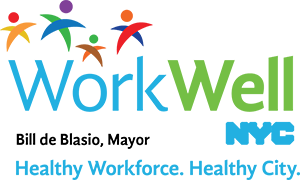 WorkWell
NYC
Bill de Blasio, Mayor
Healthy Workforce. Healthy City.